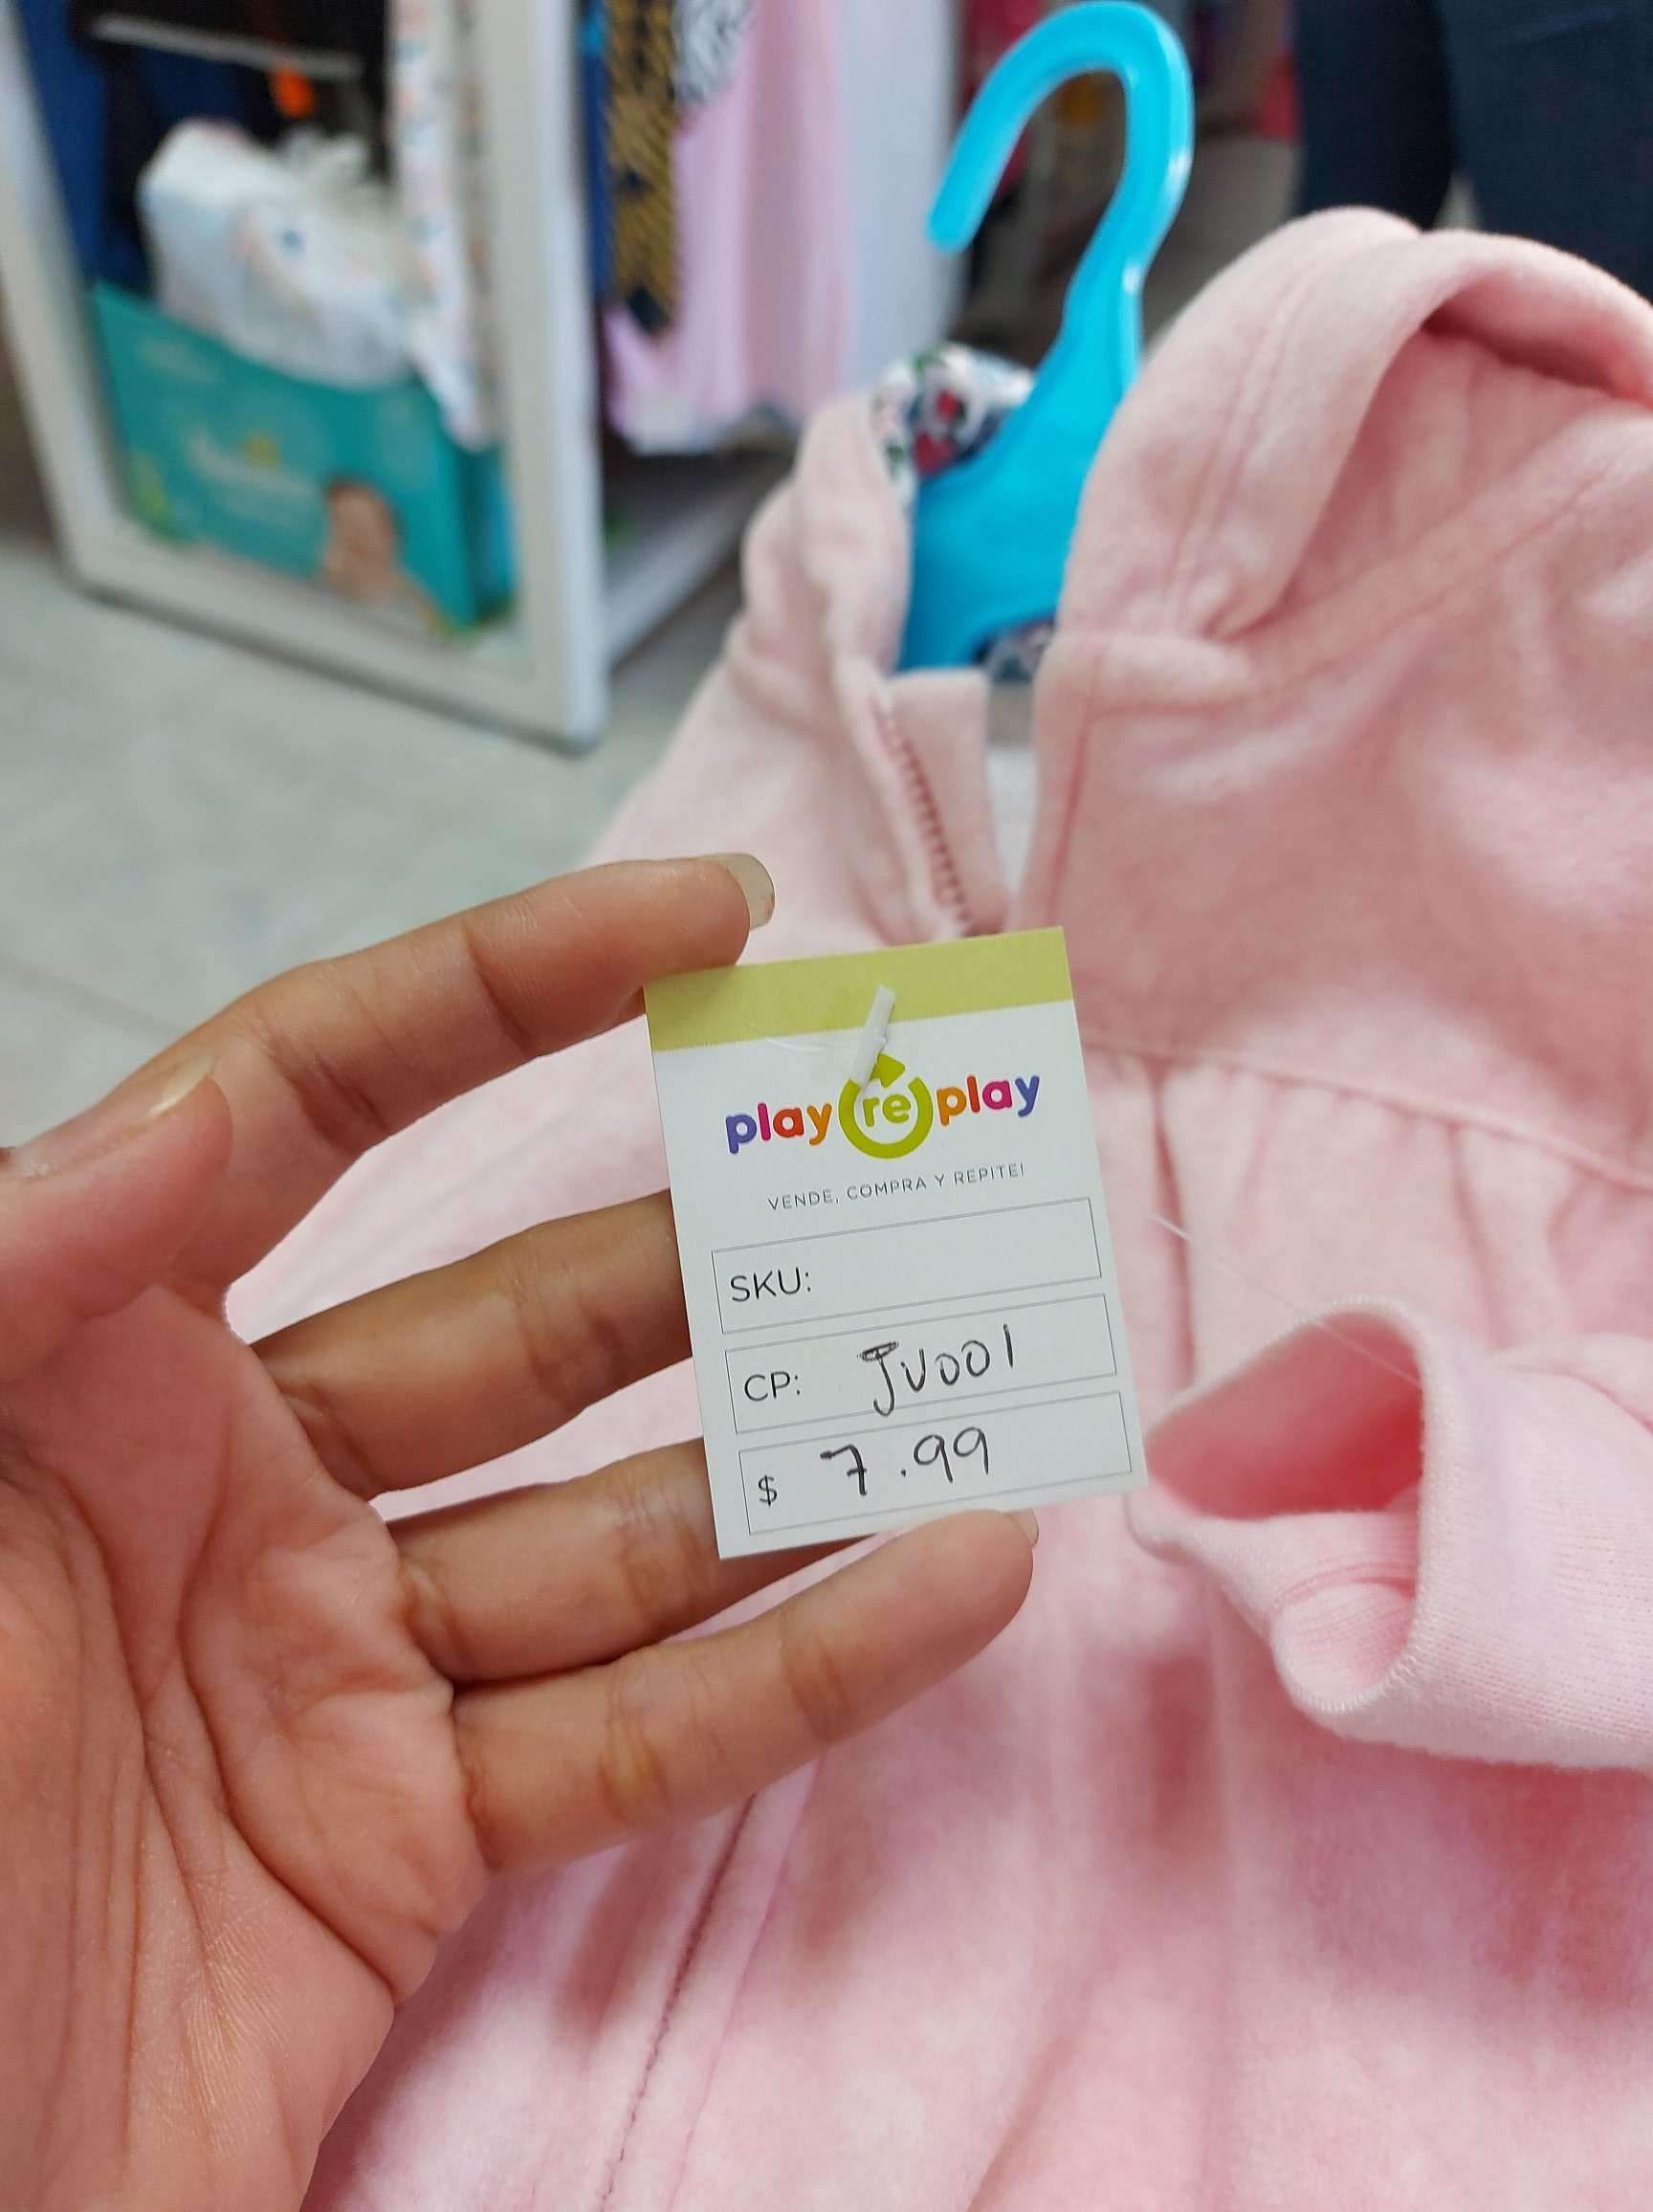 play re play
VENDE, COMPRA Y REPITE!
SKU:
CP: JV001
$ 7.99